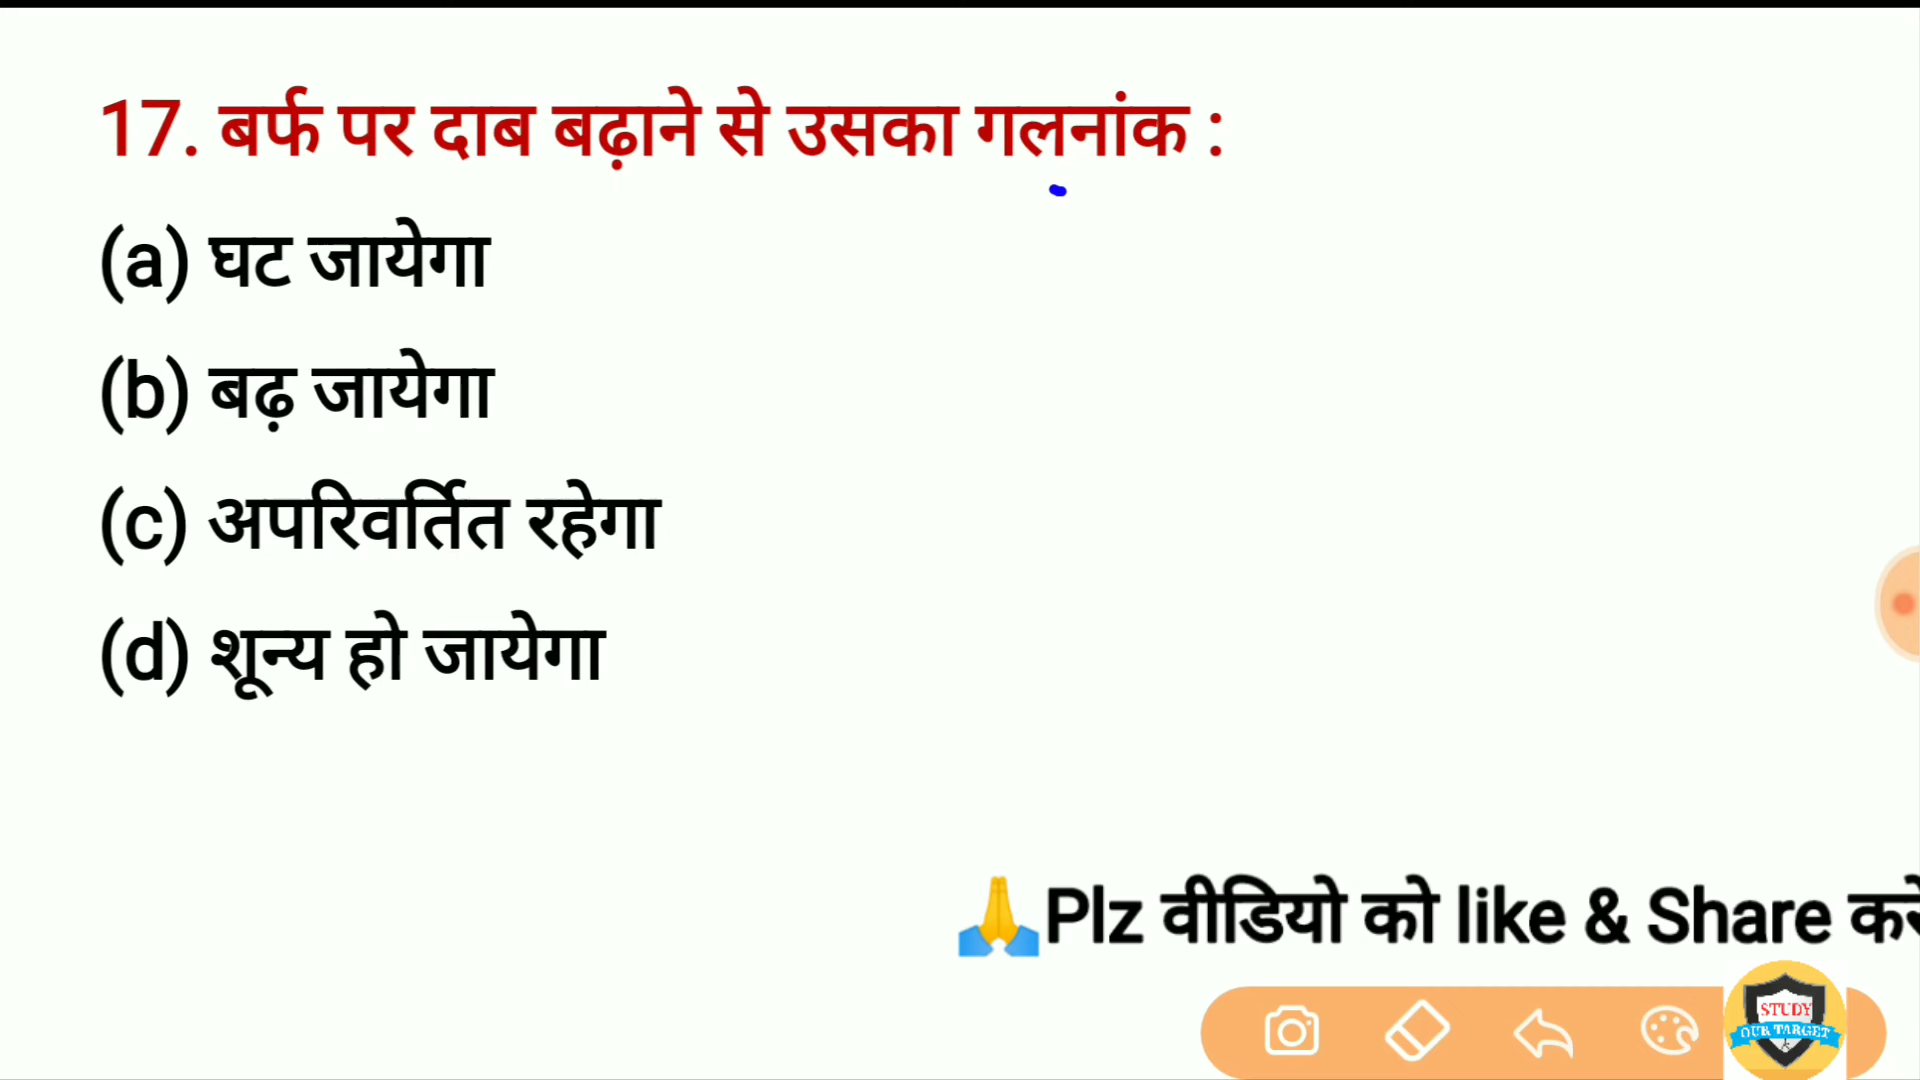 17. बर्फ पर दाब बढ़ाने से उसका गलनांक :
(a) घट जायेगा
(b) बढ़ जायेगा
(c) अपरिवर्तित रहेगा
(d) शून्य हो जायेगा
🙏Plz वीडियो को like & Share करें
STUDY
OUR TARGET